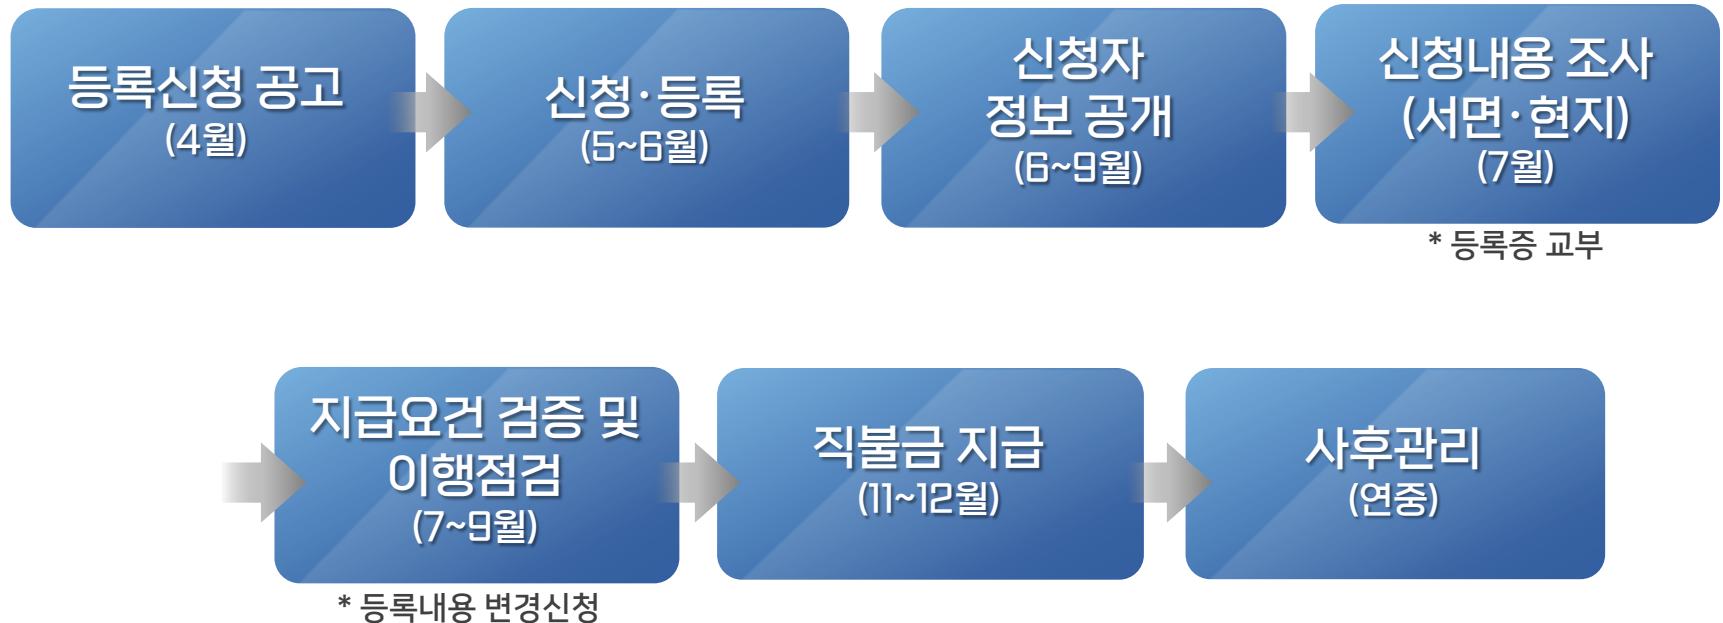 등록신청 공고
(4월)
신청·등록
(5~6월)
신청자
정보 공개
(6~9월)
신청내용 조사
(서면·현지)
(7월)
* 등록증 교부
지급요건 검증 및
이행점검
(7~9월)
* 등록내용 변경신청
직불금 지급
(11~12월)
사후관리
(연중)